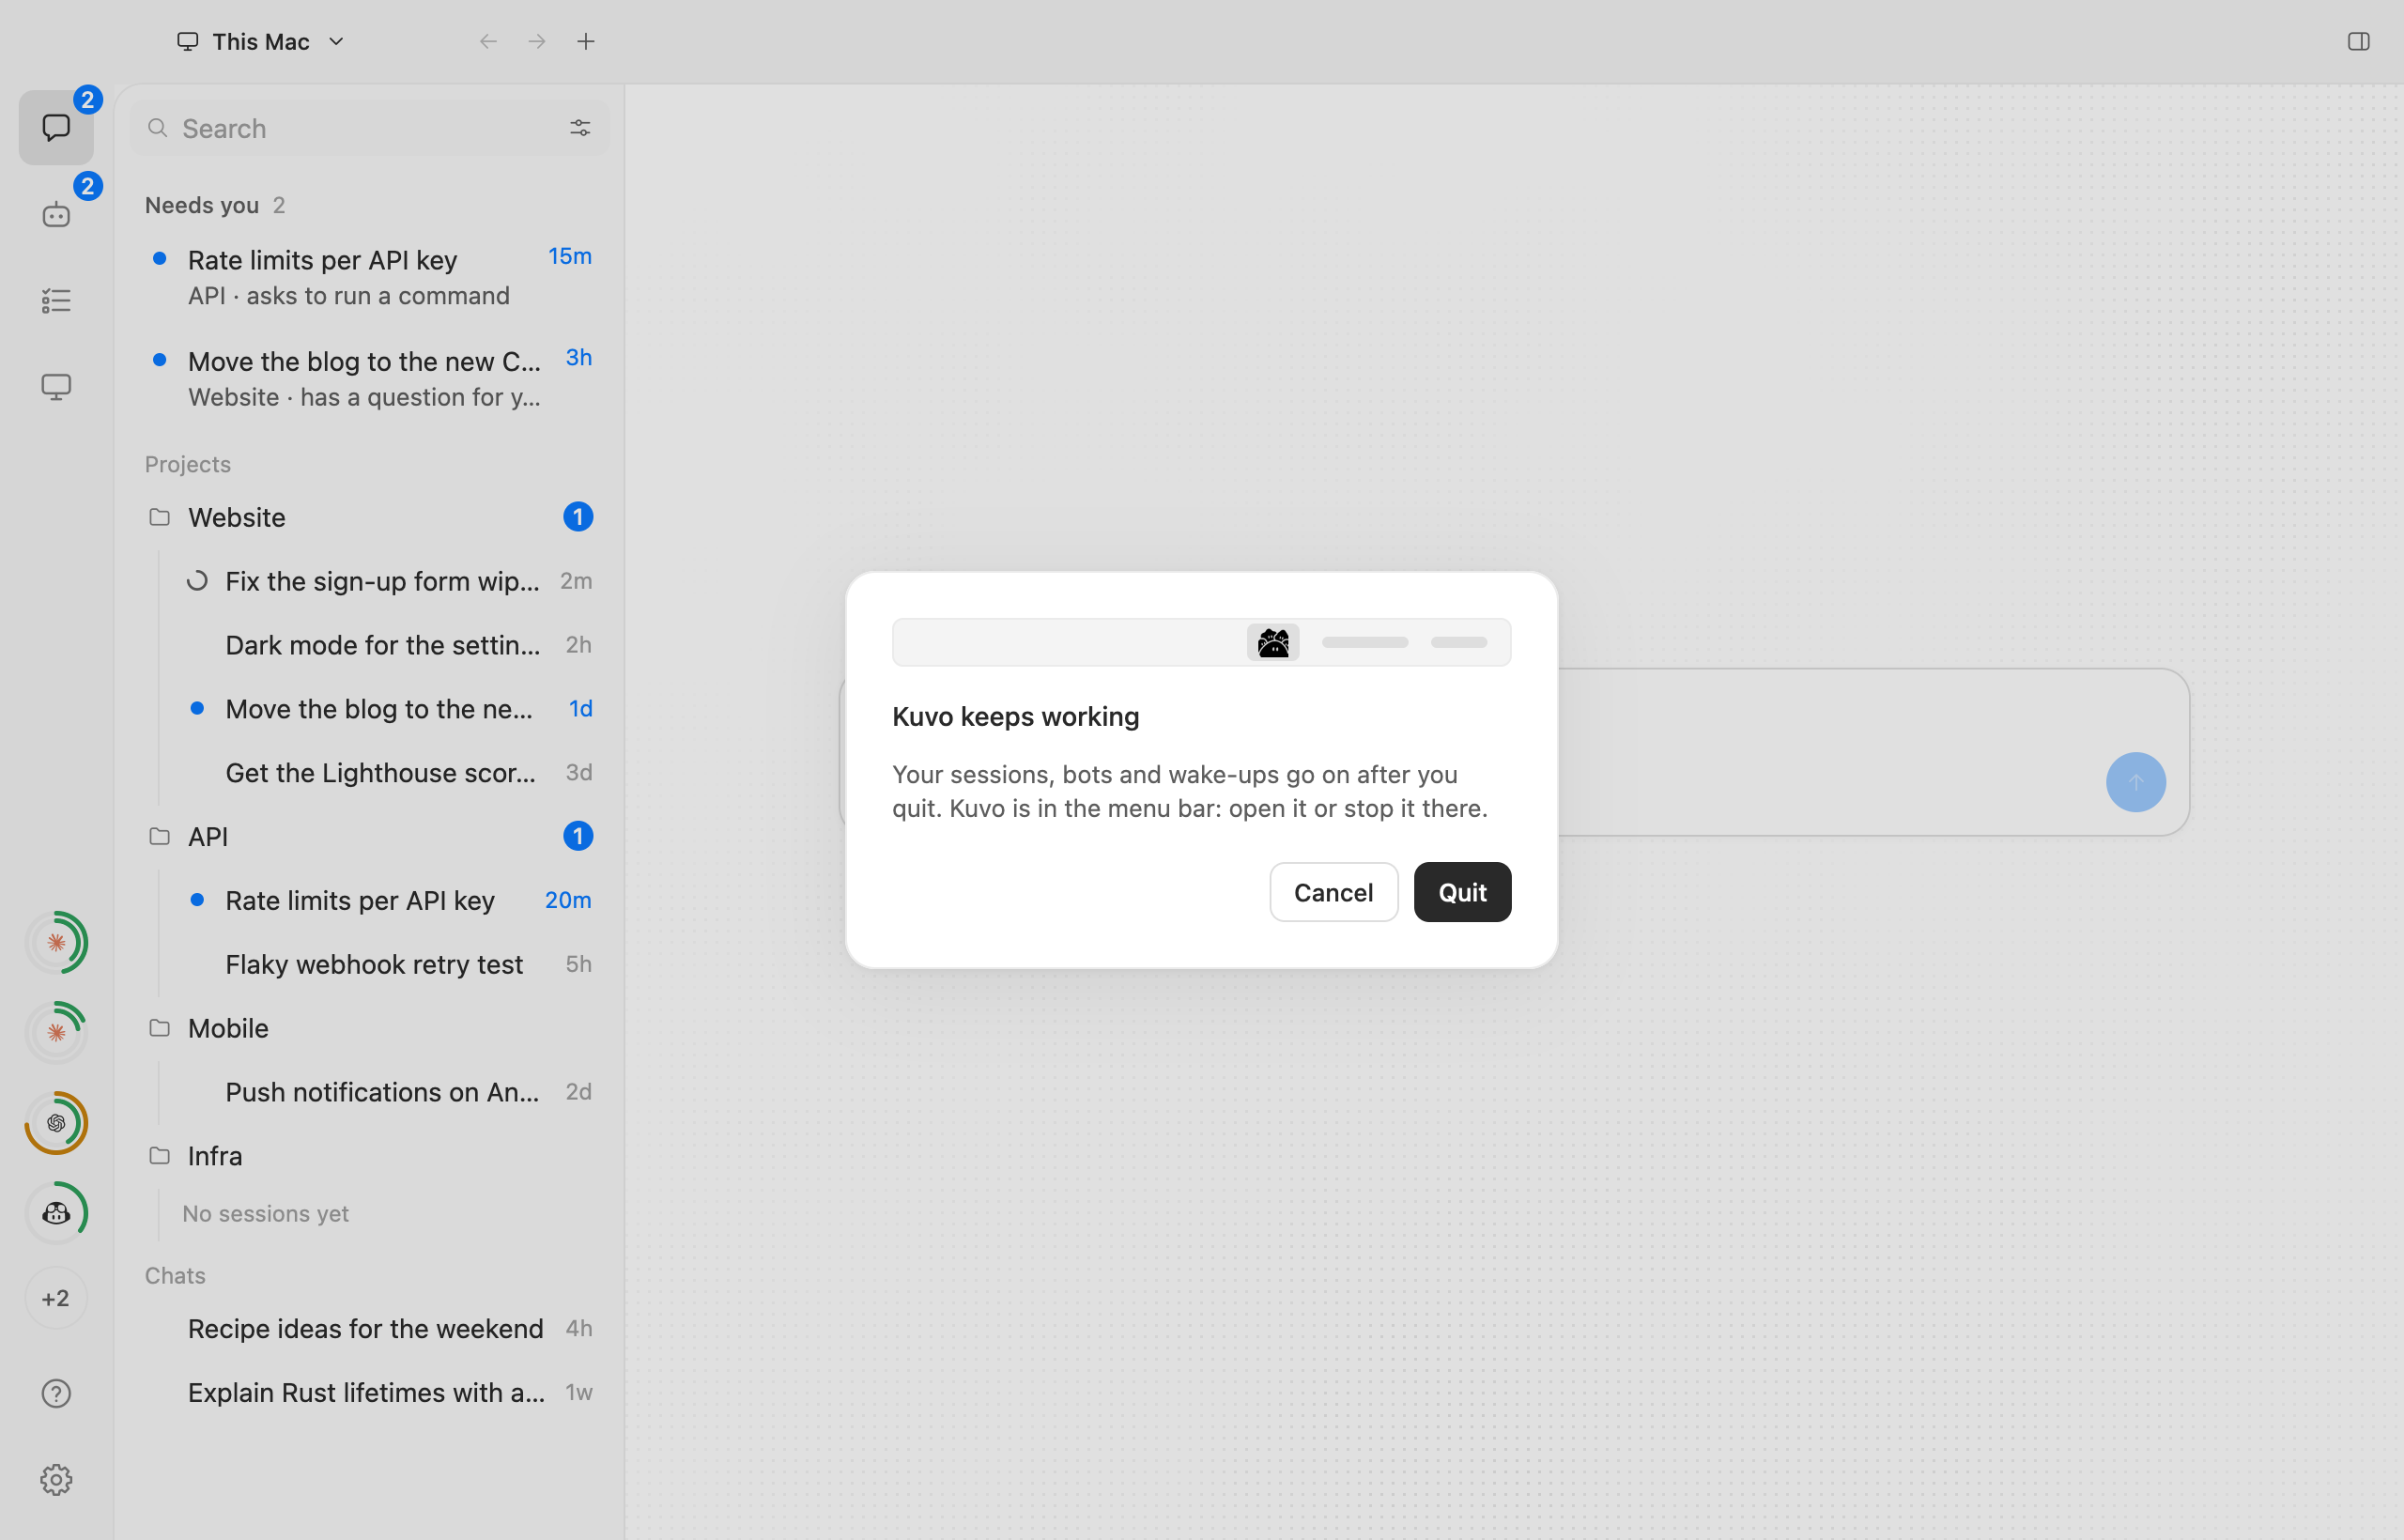 This Mac
2
Search
2
Needs you 2
Rate limits per API key 15m
API · asks to run a command
Move the blog to the new C... 3h
Website · has a question for y...
Projects
Website 1
Fix the sign-up form wip... 2m
Dark mode for the settin... 2h
Move the blog to the ne... 1d
Get the Lighthouse scor... 3d
API 1
Rate limits per API key 20m
Flaky webhook retry test 5h
Mobile
Push notifications on An... 2d
Infra
No sessions yet
Chats
+2
Recipe ideas for the weekend 4h
Explain Rust lifetimes with a... 1w
Kuvo keeps working
Your sessions, bots and wake-ups go on after you
quit. Kuvo is in the menu bar: open it or stop it there.
Cancel Quit